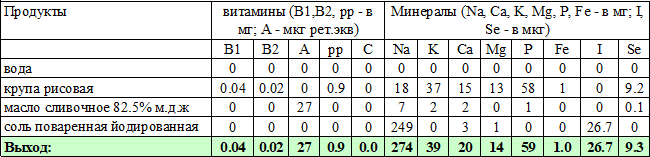 Продукты витамины (B1,B2, pp - в Минералы (Na, Ca, K, Mg, P, Fe - в мг; I,
мг; А - мкг рет.экв) Se - в мкг)
B1 B2 A pp C Na K Ca Mg P Fe I Se
вода 0 0 0 0 0 0 0 0 0 0 0 0 0
крупа рисовая 0.04 0.02 0 0.9 0 18 37 15 13 58 1 0 9.2
масло сливочное 82.5% м.д.ж 0 0 27 0 0 7 2 2 0 1 0 0 0.1
соль поваренная йодированная 0 0 0 0 0 249 0 3 1 0 0 26.7 0
Выход: 0.04 0.02 27 0.9 0.0 274 39 20 14 59 1.0 26.7 9.3